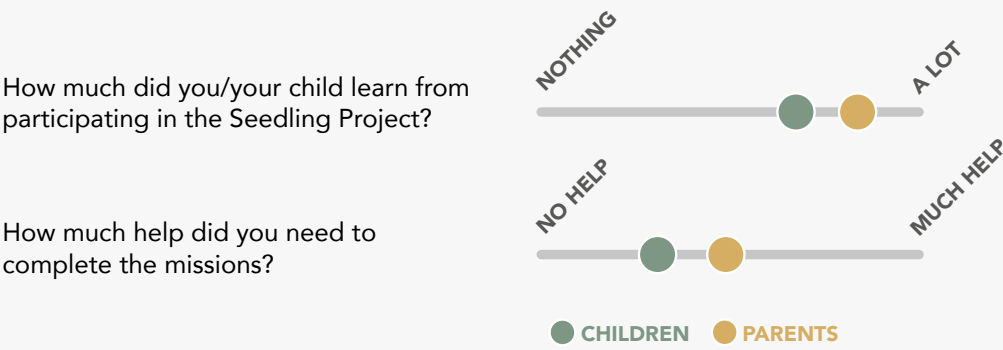 NOTHING
A LOT
How much did you/your child learn from
participating in the Seedling Project?
NO HELP
MUCH HELP
How much help did you need to
complete the missions?
CHILDREN
PARENTS